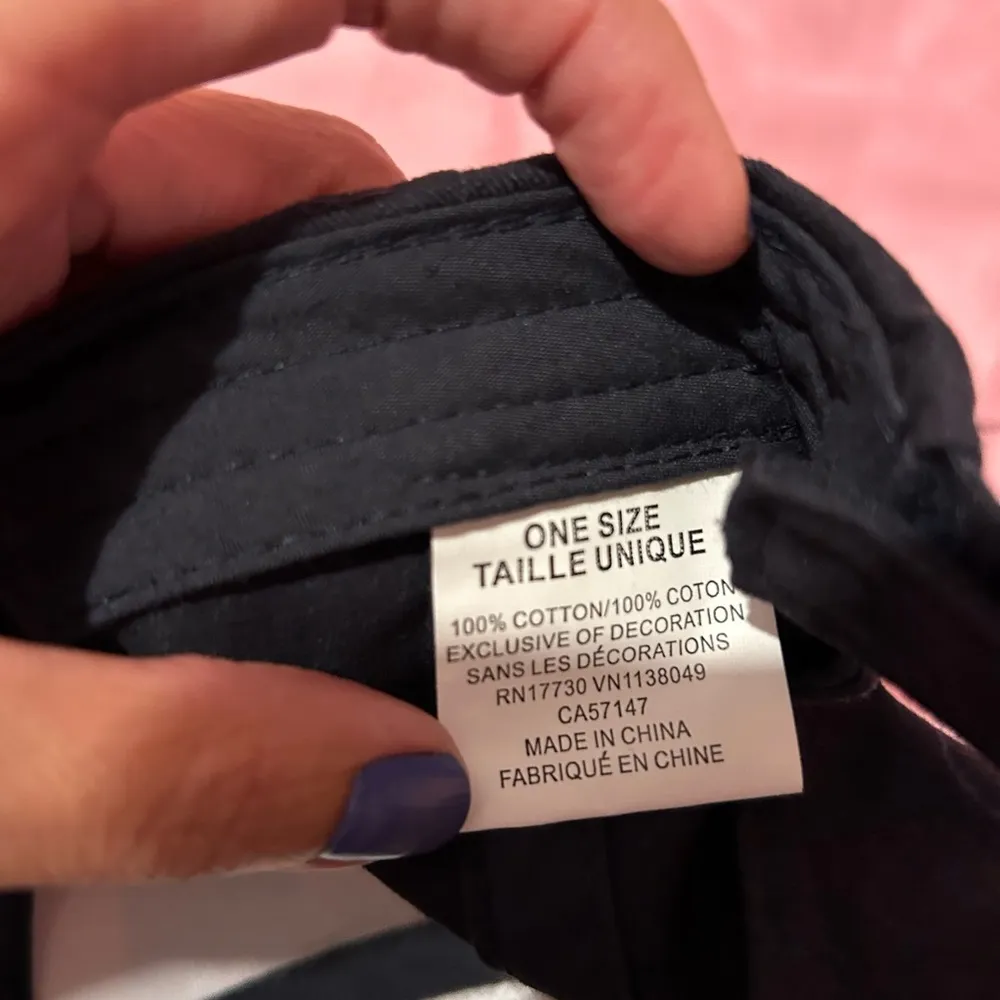 ONE SIZE
TAILLE UNIQUE
100% COTTON/100% COTON
EXCLUSIVE OF DECORATION
SANS LES DÉCORATIONS
RN17730 VN1138049
CA57147
MADE IN CHINA
FABRIQUÉ EN CHINE